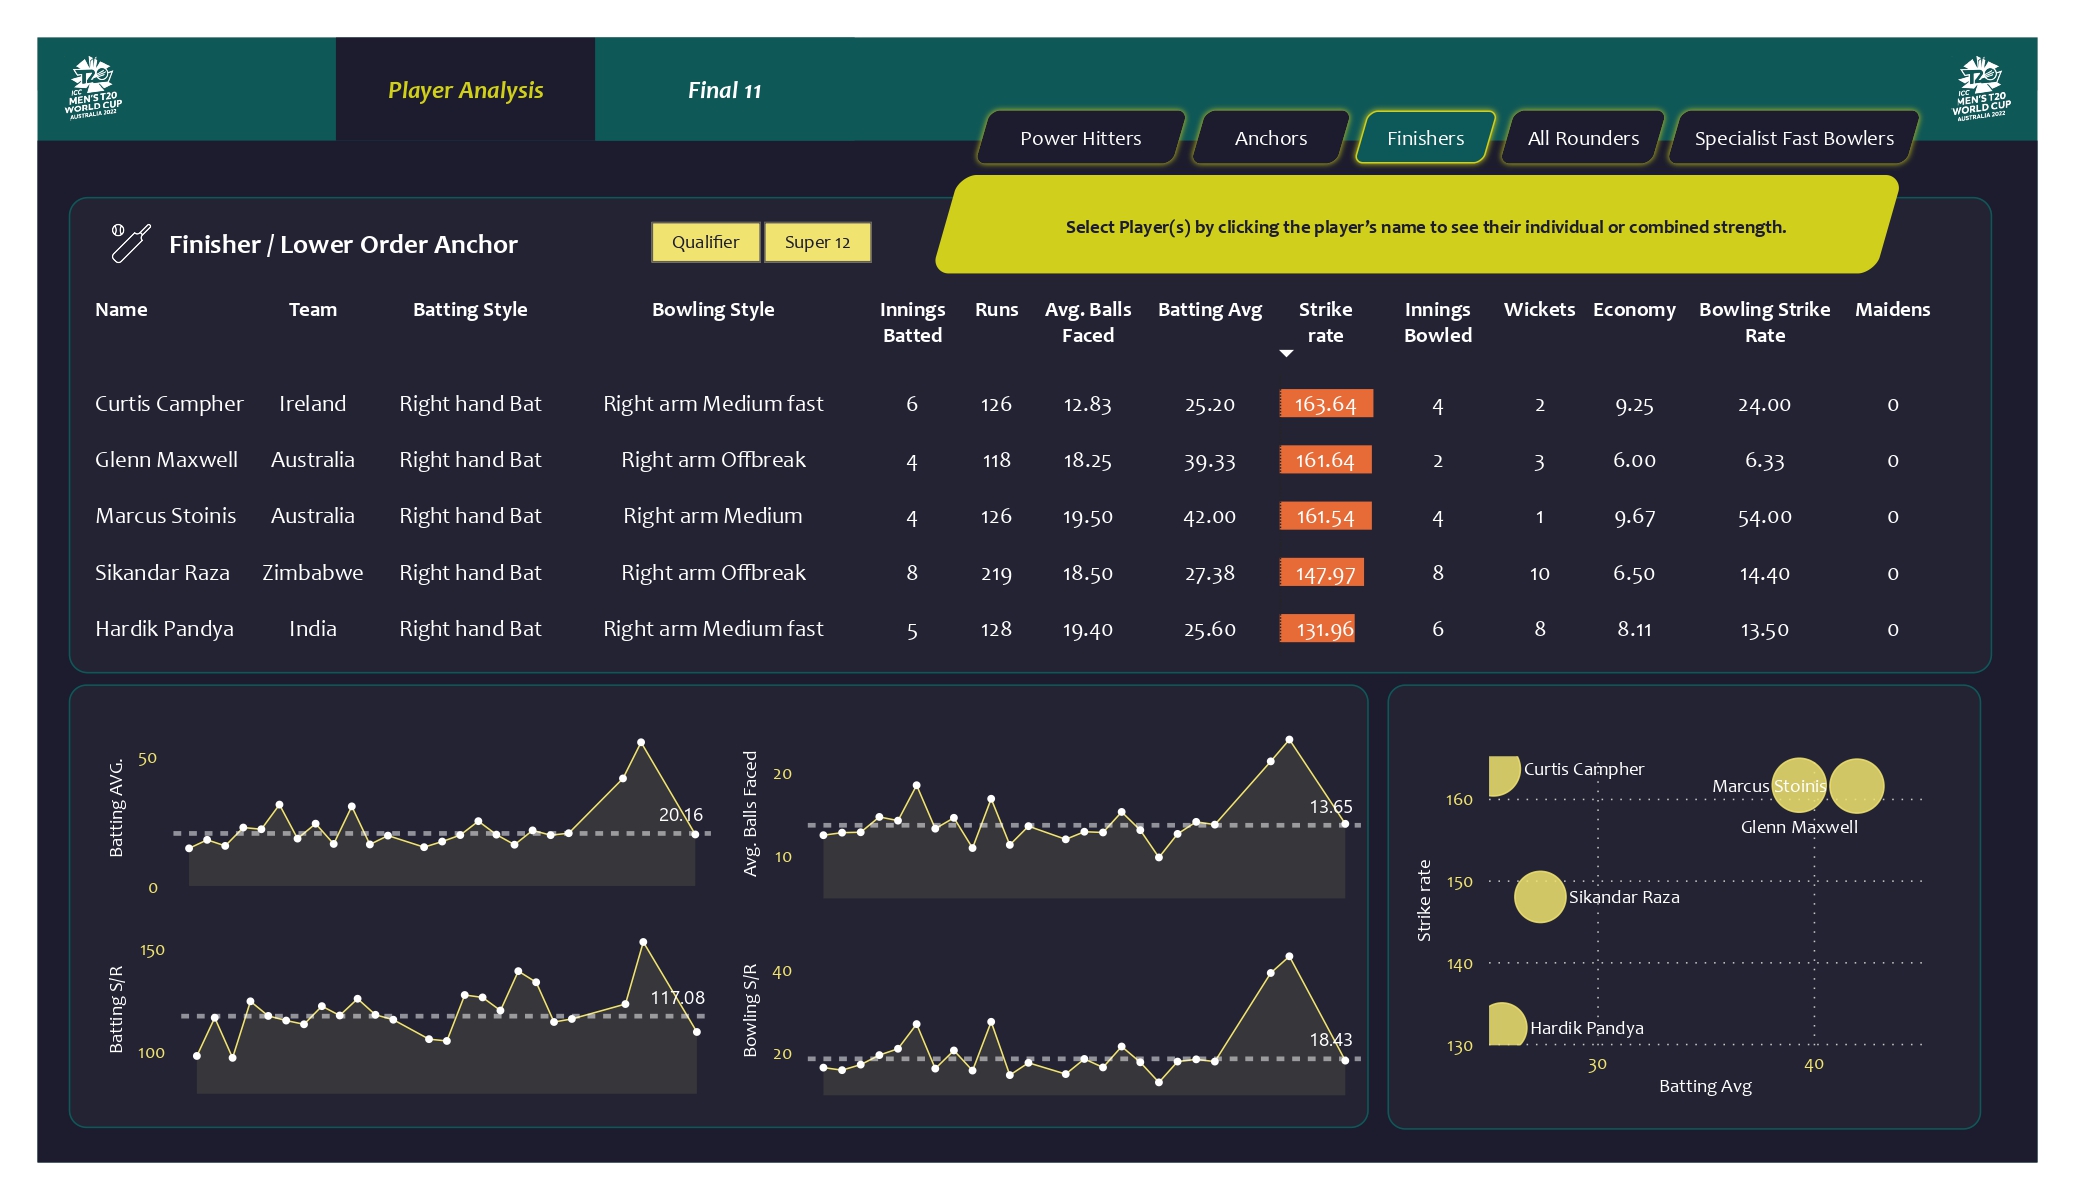 ICC
MEN'S T20
WORLD CUP
AUSTRALIA 2022
Player Analysis
Final 11
T20
ICC
MEN'S T20
WORLD CUP
AUSTRALIA 2022
Power Hitters
Anchors
Finishers
All Rounders
Specialist Fast Bowlers
Select Player(s) by clicking the player's name to see their individual or combined strength.
Finisher / Lower Order Anchor
Qualifier
Super 12
Name Team Batting Style Bowling Style Innings Batted Runs Avg. Balls Faced Batting Avg Strike rate Innings Bowled Wickets Economy Bowling Strike Rate Maidens
Curtis Campher Ireland Right hand Bat Right arm Medium fast 6 126 12.83 25.20 163.64 4 2 9.25 24.00 0
Glenn Maxwell Australia Right hand Bat Right arm Offbreak 4 118 18.25 39.33 161.64 2 3 6.00 6.33 0
Marcus Stoinis Australia Right hand Bat Right arm Medium 4 126 19.50 42.00 161.54 4 1 9.67 54.00 0
Sikandar Raza Zimbabwe Right hand Bat Right arm Offbreak 8 219 18.50 27.38 147.97 8 10 6.50 14.40 0
Hardik Pandya India Right hand Bat Right arm Medium fast 5 128 19.40 25.60 131.96 6 8 8.11 13.50 0
Batting AVG.
50
0
20.16
Avg. Balls Faced
20
10
13.65
Batting S/R
150
100
117.08
Bowling S/R
40
20
18.43
Strike rate
160
150
140
130
Curtis Campher
Marcus Stoinis
Glenn Maxwell
Sikandar Raza
Hardik Pandya
30
40
Batting Avg